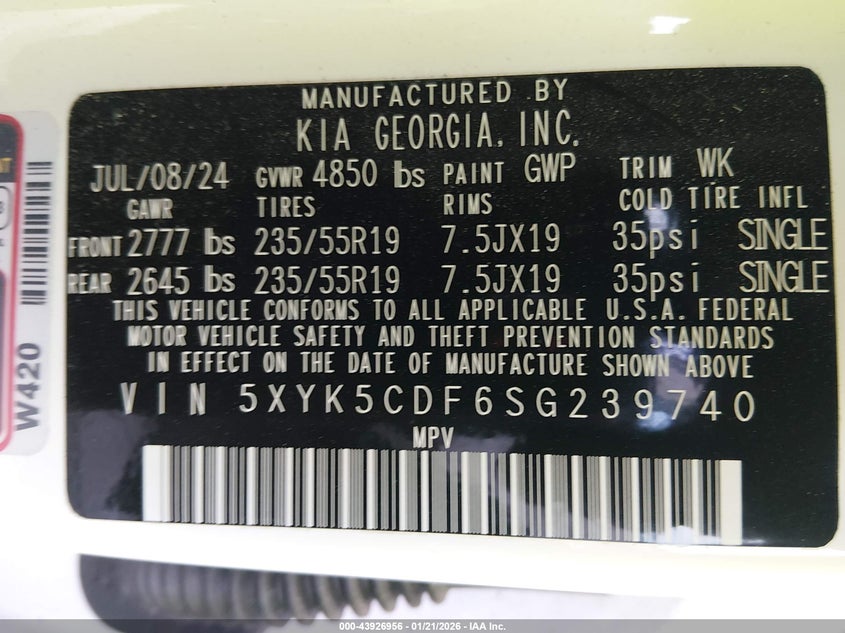 MANUFACTURED BY
KIA GEORGIA, INC.
JUL/08/24 GVWR 4850 lbs PAINT GWP TRIM WK
GAWR TIRES RIMS COLD TIRE INFL
FRONT 2777 lbs 235/55R19 7.5JX19 35psi SINGLE
REAR 2645 lbs 235/55R19 7.5JX19 35psi SINGLE
THIS VEHICLE CONFORMS TO ALL APPLICABLE U.S.A. FEDERAL
MOTOR VEHICLE SAFETY AND THEFT PREVENTION STANDARDS
IN EFFECT ON THE DATE OF MANUFACTURE SHOWN ABOVE
VIN 5XYK5CDF6SG239740
MPV
W420
000-43926956 - 01/21/2026 - IAA Inc.